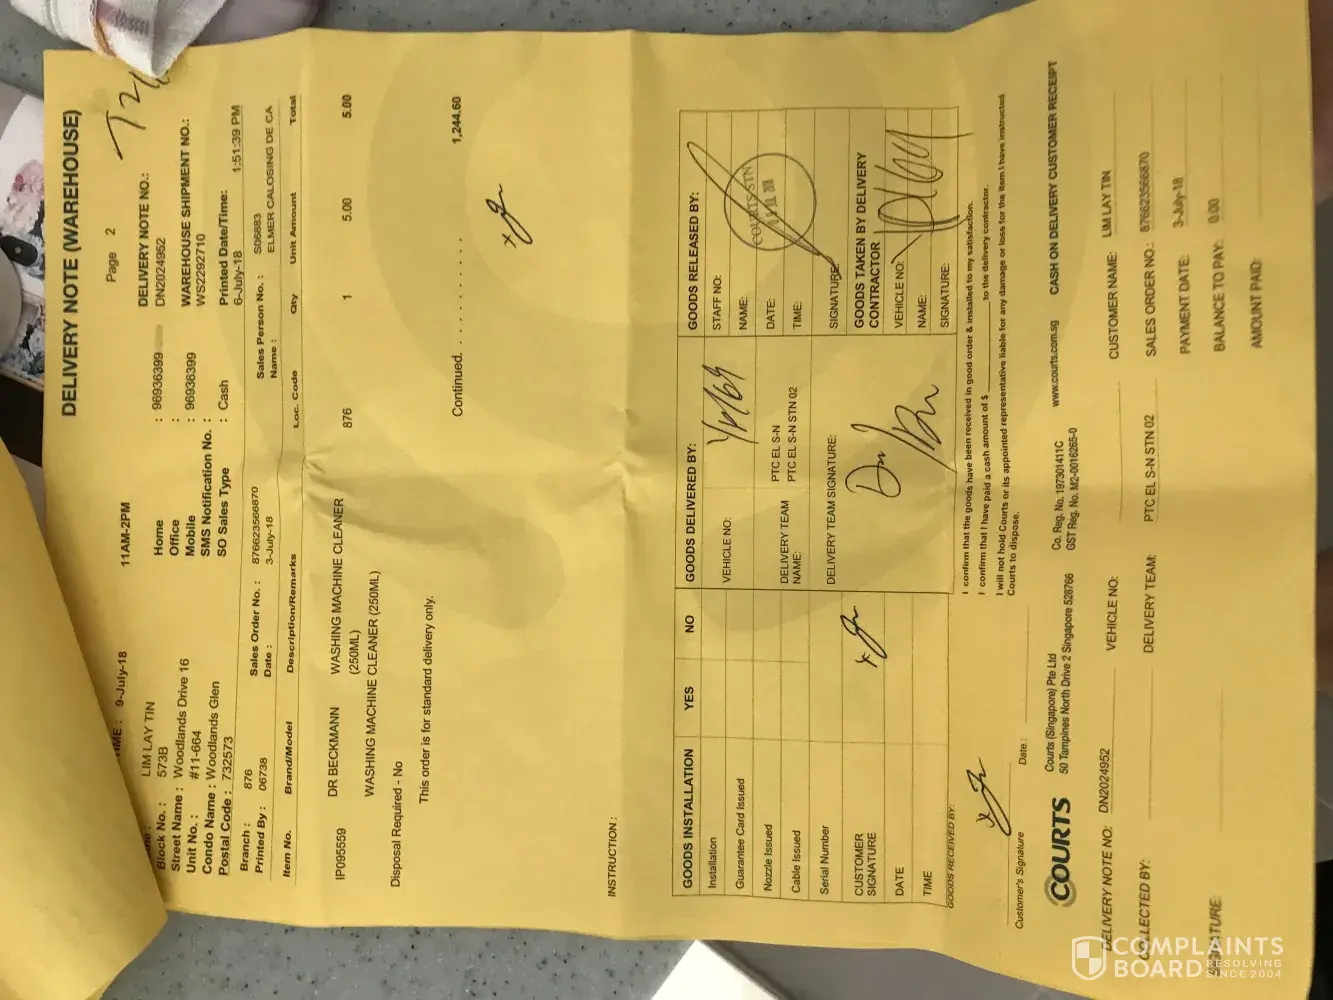 DELIVERY NOTE (WAREHOUSE)
Page 2
9-July-18 11AM-2PM
LIM LAY TIN
Block No. : 573B
Street Name : Woodlands Drive 16
Unit No. : #11-664
Condo Name : Woodlands Glen
Postal Code : 732573
Home : 96936399
Office :
Mobile : 96936399
SMS Notification No. :
SO Sales Type : Cash
DELIVERY NOTE NO.:
DN2024952
WAREHOUSE SHIPMENT NO.:
WS2292710
Printed Date/Time:
6-July-18 1:51:39 PM
Branch : 876 Sales Order No. : 876623566870 Sales Person No. : S06883
Printed By : 06738 Date : 3-July-18 Name : ELMER CALOSING DE CA
Item No. Brand/Model Description/Remarks Loc. Code Qty Unit Amount Total
IP095559 DR BECKMANN WASHING MACHINE CLEANER 876 1 5.00 5.00
(250ML)
WASHING MACHINE CLEANER (250ML)
Disposal Required - No
This order is for standard delivery only.
Continued. . . . . . . . . . . 1,244.60
INSTRUCTION.:
GOODS INSTALLATION YES NO
Installation
Guarantee Card Issued
Nozzle Issued
Cable Issued
Serial Number
CUSTOMER
SIGNATURE
DATE
TIME
GOODS DELIVERED BY:
VEHICLE NO:
DELIVERY TEAM
NAME:
PTC EL S-N
PTC EL S-N STN 02
DELIVERY TEAM SIGNATURE:
GOODS RELEASED BY:
STAFF NO:
NAME:
DATE:
TIME:
SIGNATURE:
COURTS STN
GOODS TAKEN BY DELIVERY
CONTRACTOR
VEHICLE NO:
NAME:
SIGNATURE:
GOODS RECEIVED BY:
Customer's Signature Date :
I confirm that the goods have been received in good order & installed to my satisfaction.
I confirm that I have paid a cash amount of $ to the delivery contractor.
I will not hold Courts or its appointed representative liable for any damage or loss for the item I have instructed
Courts to dispose.
COURTS
Courts (Singapore) Pte Ltd
50 Tampines North Drive 2 Singapore 528766
Co. Reg. No. 197301411C
GST Reg. No. M2-0016265-0
www.courts.com.sg
CASH ON DELIVERY CUSTOMER RECEIPT
DELIVERY NOTE NO: DN2024952 VEHICLE NO: CUSTOMER NAME: LIM LAY TIN
COLLECTED BY: DELIVERY TEAM: PTC EL S-N STN 02 SALES ORDER NO.: 876623566870
PAYMENT DATE: 3-July-18
BALANCE TO PAY: 0.00
AMOUNT PAID:
COMPLAINTS
BOARD
RESOLVING
SINCE 2004